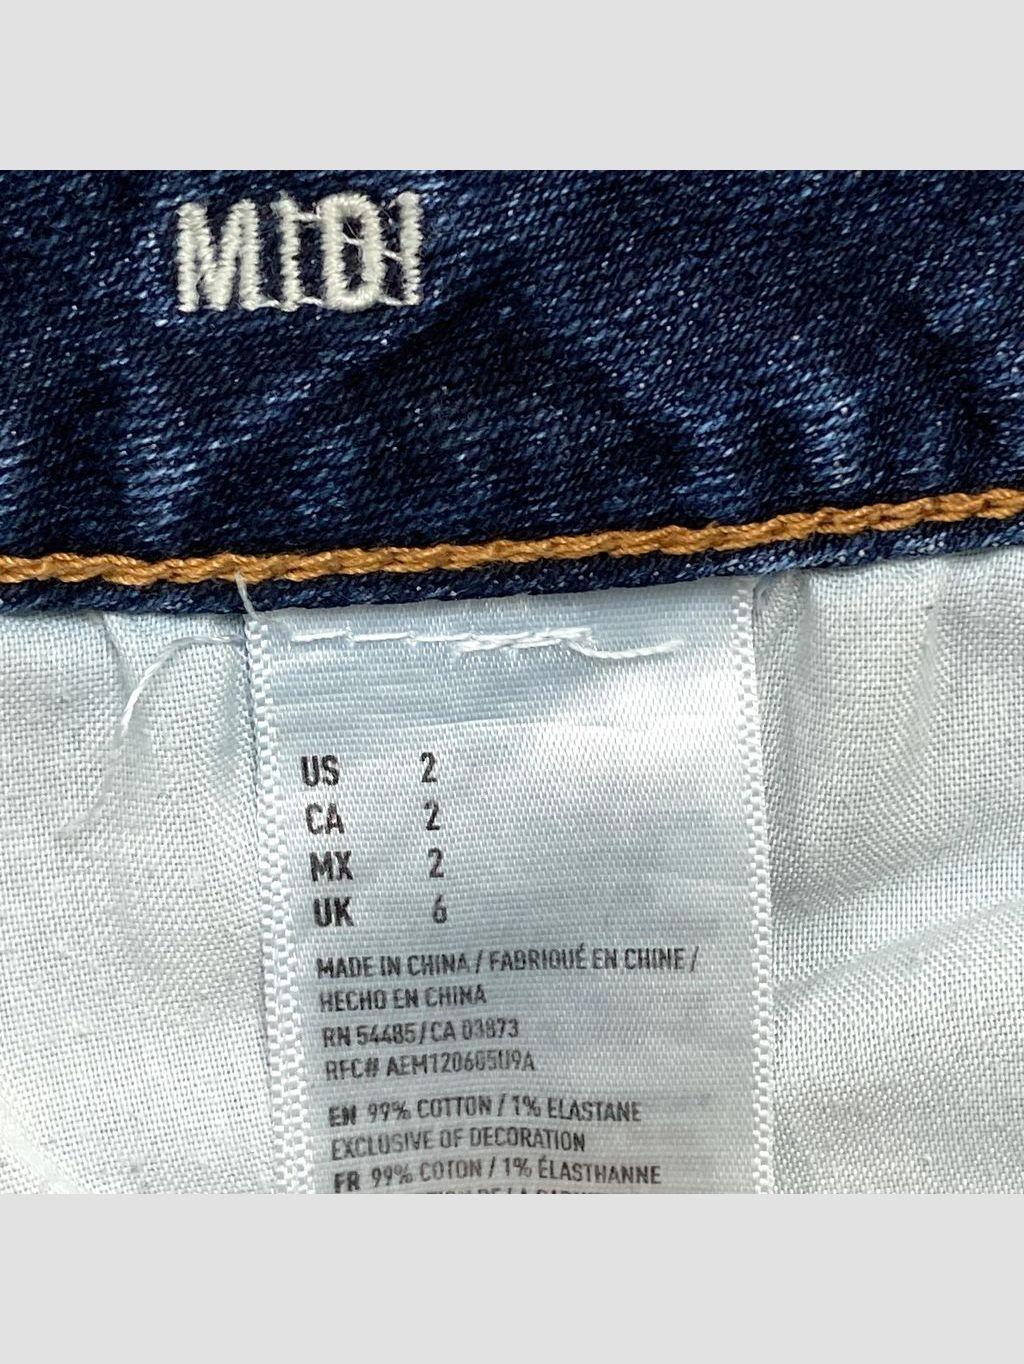 MIDI
US 2
CA 2
MX 2
UK 6
MADE IN CHINA / FABRIQUÉ EN CHINE /
HECHO EN CHINA
RN 54485/CA 03873
RFC# AEM120605U9A
EN 99% COTTON / 1% ELASTANE
EXCLUSIVE OF DECORATION
FR 99% COTON / 1% ÉLASTHANNE